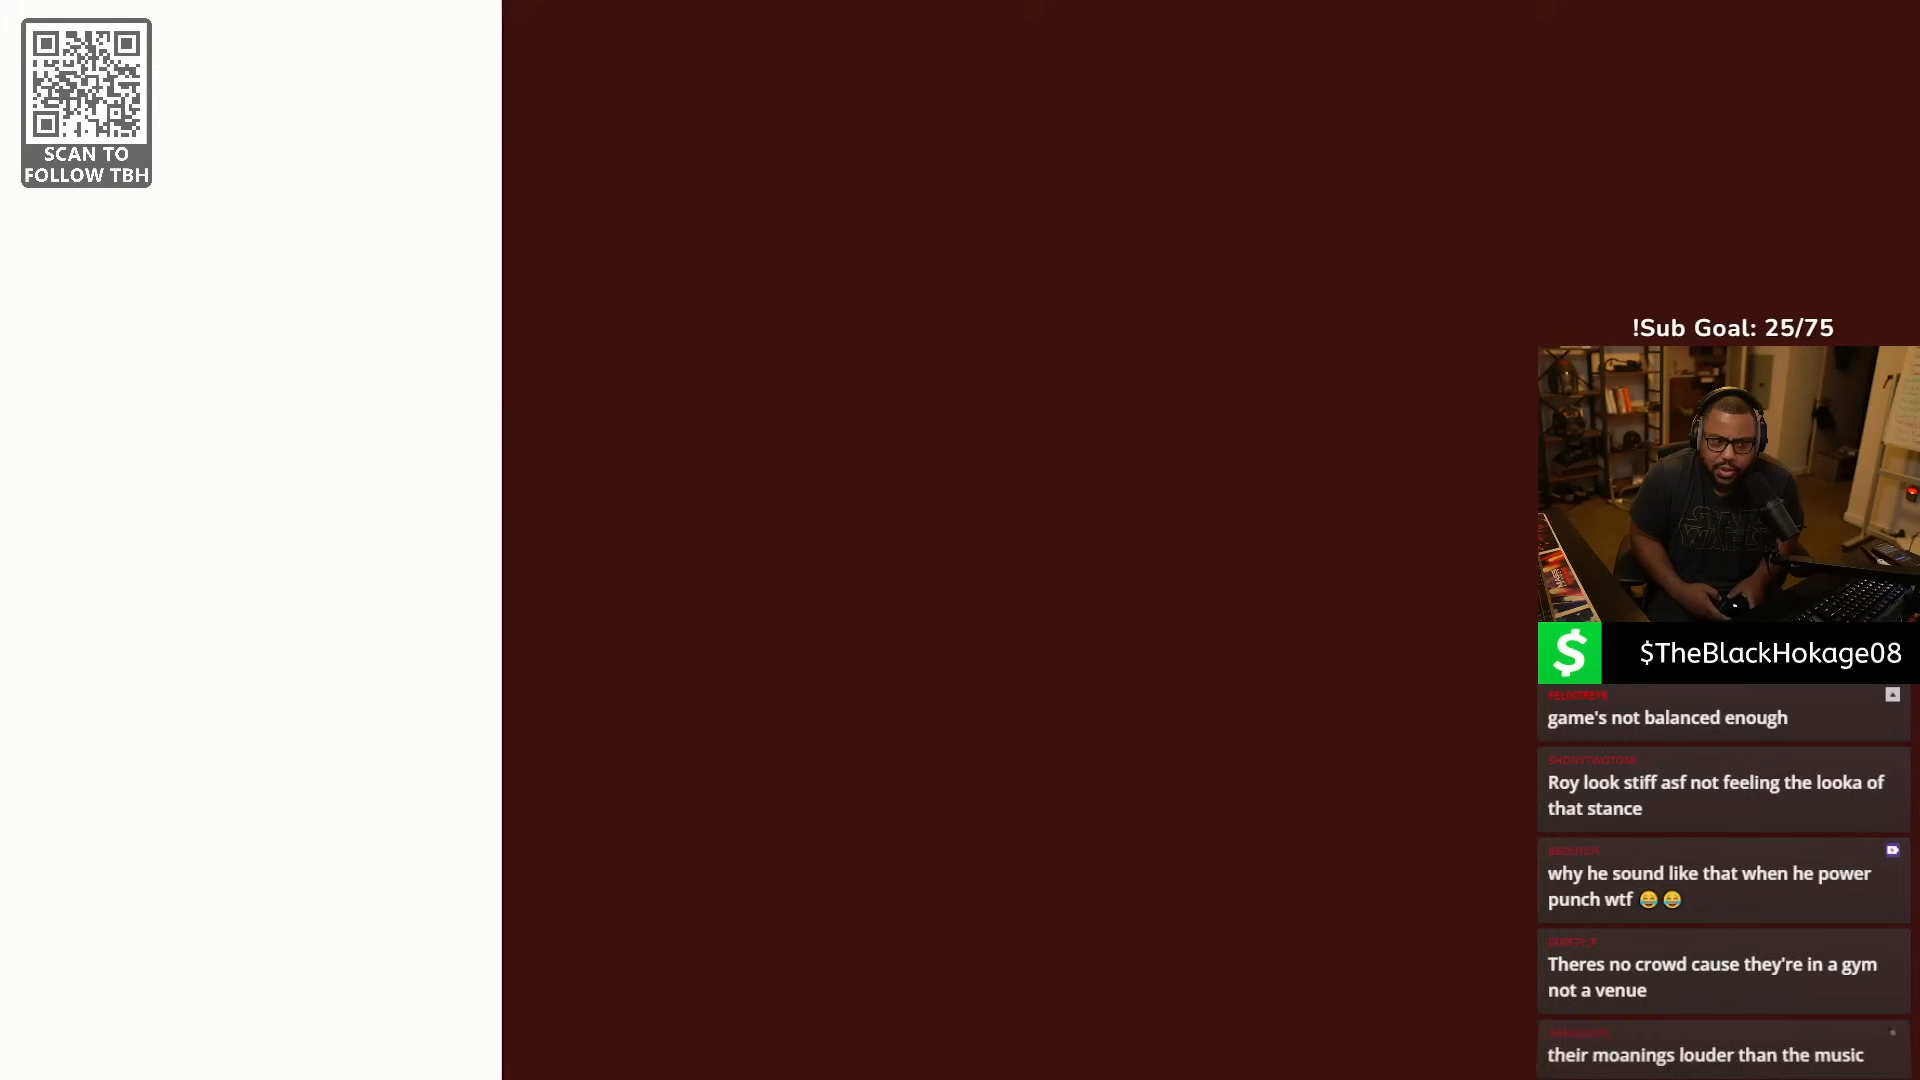 SCAN TO
FOLLOW TBH
!Sub Goal: 25/75
$ $TheBlackHokage08
game's not balanced enough
Roy look stiff asf not feeling the looka of
that stance
why he sound like that when he power
punch wtf 😂 😂
Theres no crowd cause they're in a gym
not a venue
their moanings louder than the music